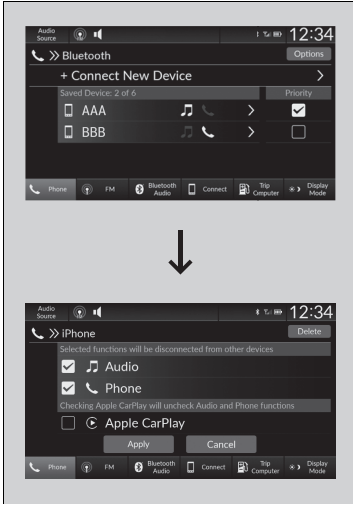 Audio
Source
12:34
Bluetooth
Options
+ Connect New Device
Saved Device: 2 of 6
Priority
AAA
BBB
Phone
FM
Bluetooth
Audio
Connect
Trip
Computer
Display
Mode
Audio
Source
12:34
iPhone
Delete
Selected functions will be disconnected from other devices
Audio
Phone
Checking Apple CarPlay will uncheck Audio and Phone functions
Apple CarPlay
Apply
Cancel
Phone
FM
Bluetooth
Audio
Connect
Trip
Computer
Display
Mode